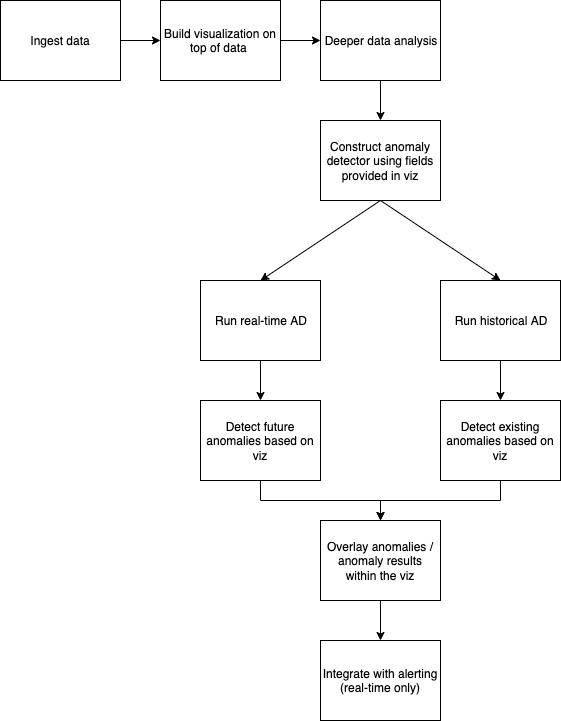 Ingest data
Build visualization on
top of data
Deeper data analysis
Construct anomaly
detector using fields
provided in viz
Run real-time AD
Run historical AD
Detect future
anomalies based on
viz
Detect existing
anomalies based on
viz
Overlay anomalies /
anomaly results
within the viz
Integrate with alerting
(real-time only)